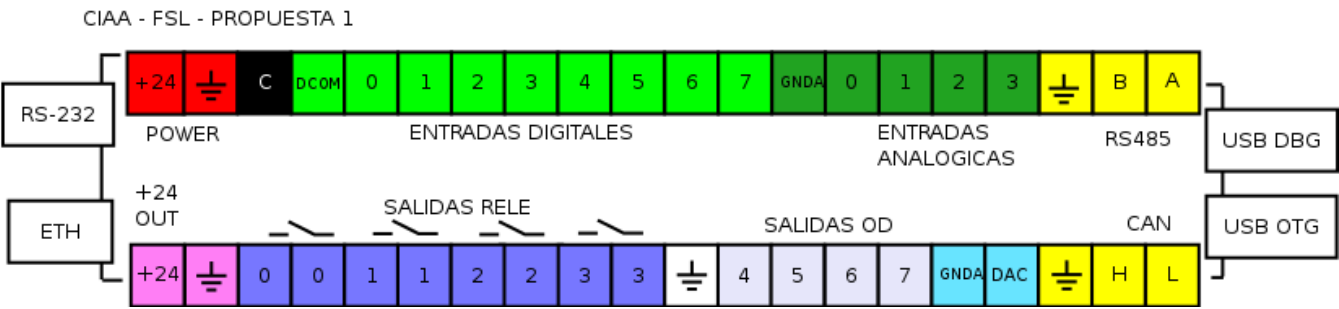 CIAA - FSL - PROPUESTA 1
+24 C DCOM 0 1 2 3 4 5 6 7 GNDA 0 1 2 3 B A
RS-232
POWER
ENTRADAS DIGITALES
ENTRADAS
ANALOGICAS
RS485
USB DBG
+24
OUT
SALIDAS RELE
SALIDAS OD
CAN
ETH
USB OTG
+24 0 0 1 1 2 2 3 3 4 5 6 7 GNDA DAC H L